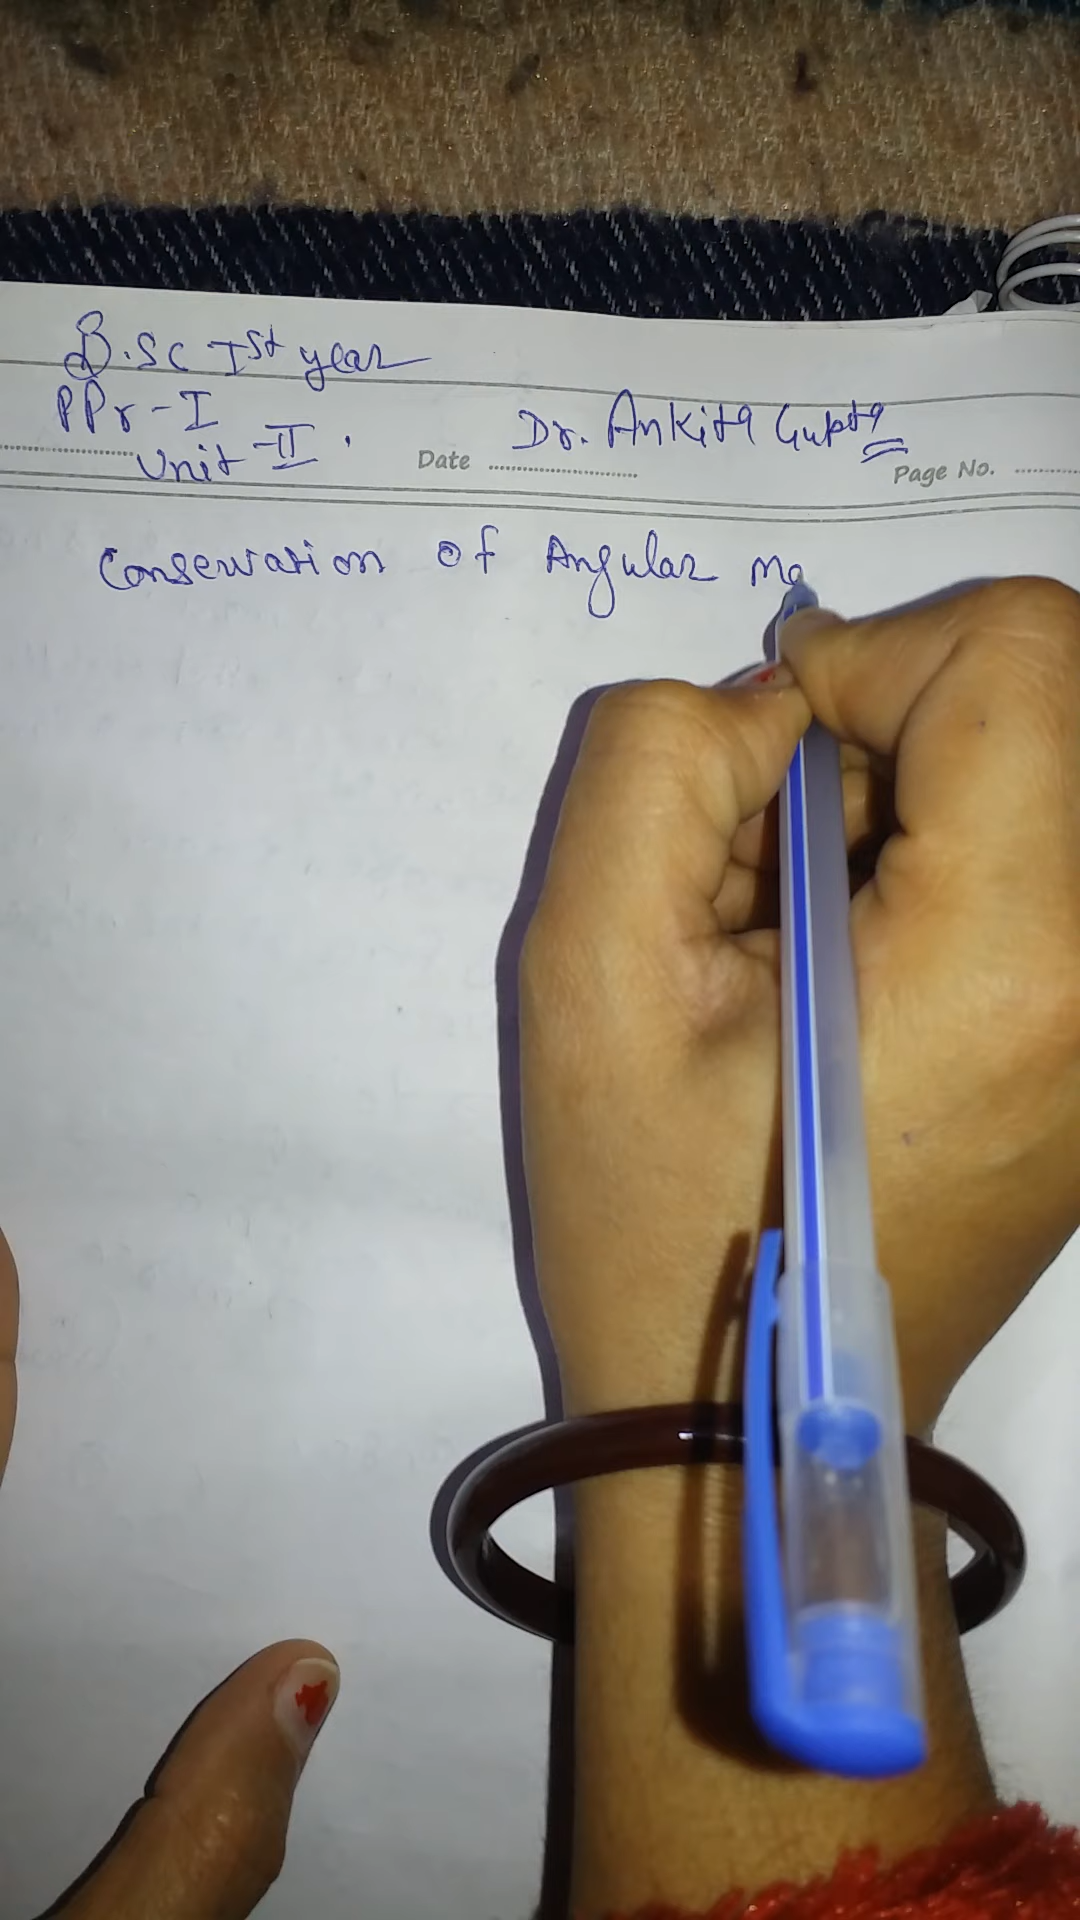 B.Sc Ist year
PPr-I
Unit-II.
Dr. Ankita Gupta
Date
Page No.
Conservation of Angular Mo